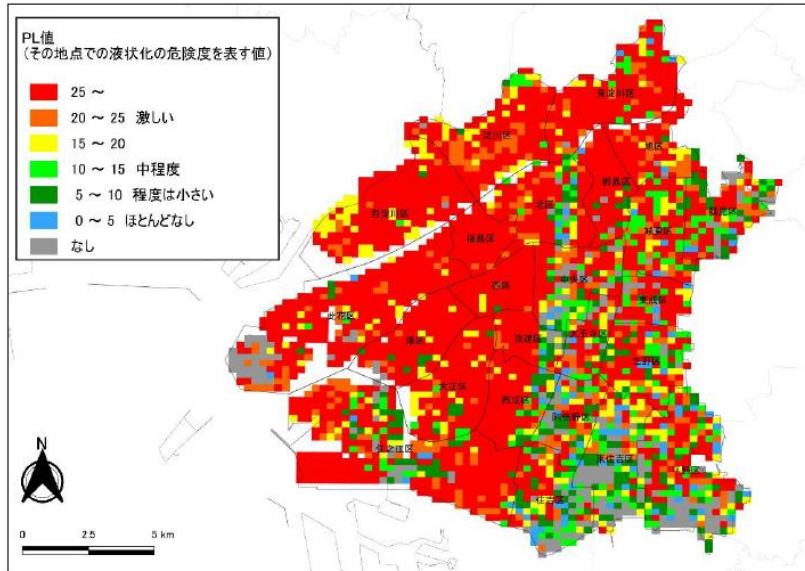 PL値
（その地点での液状化の危険度を表す値）
25 ～
20 ～ 25 激しい
15 ～ 20
10 ～ 15 中程度
5 ～ 10 程度は小さい
0 ～ 5 ほとんどなし
なし
東淀川区
淀川区
旭区
都島区
西淀川区
北区
鶴見区
福島区
城東区
中央区
西区
東成区
此花区
天王寺区
港区
浪速区
生野区
大正区
西成区
阿倍野区
住之江区
東住吉区
平野区
住吉区
N
0 2.5 5 km